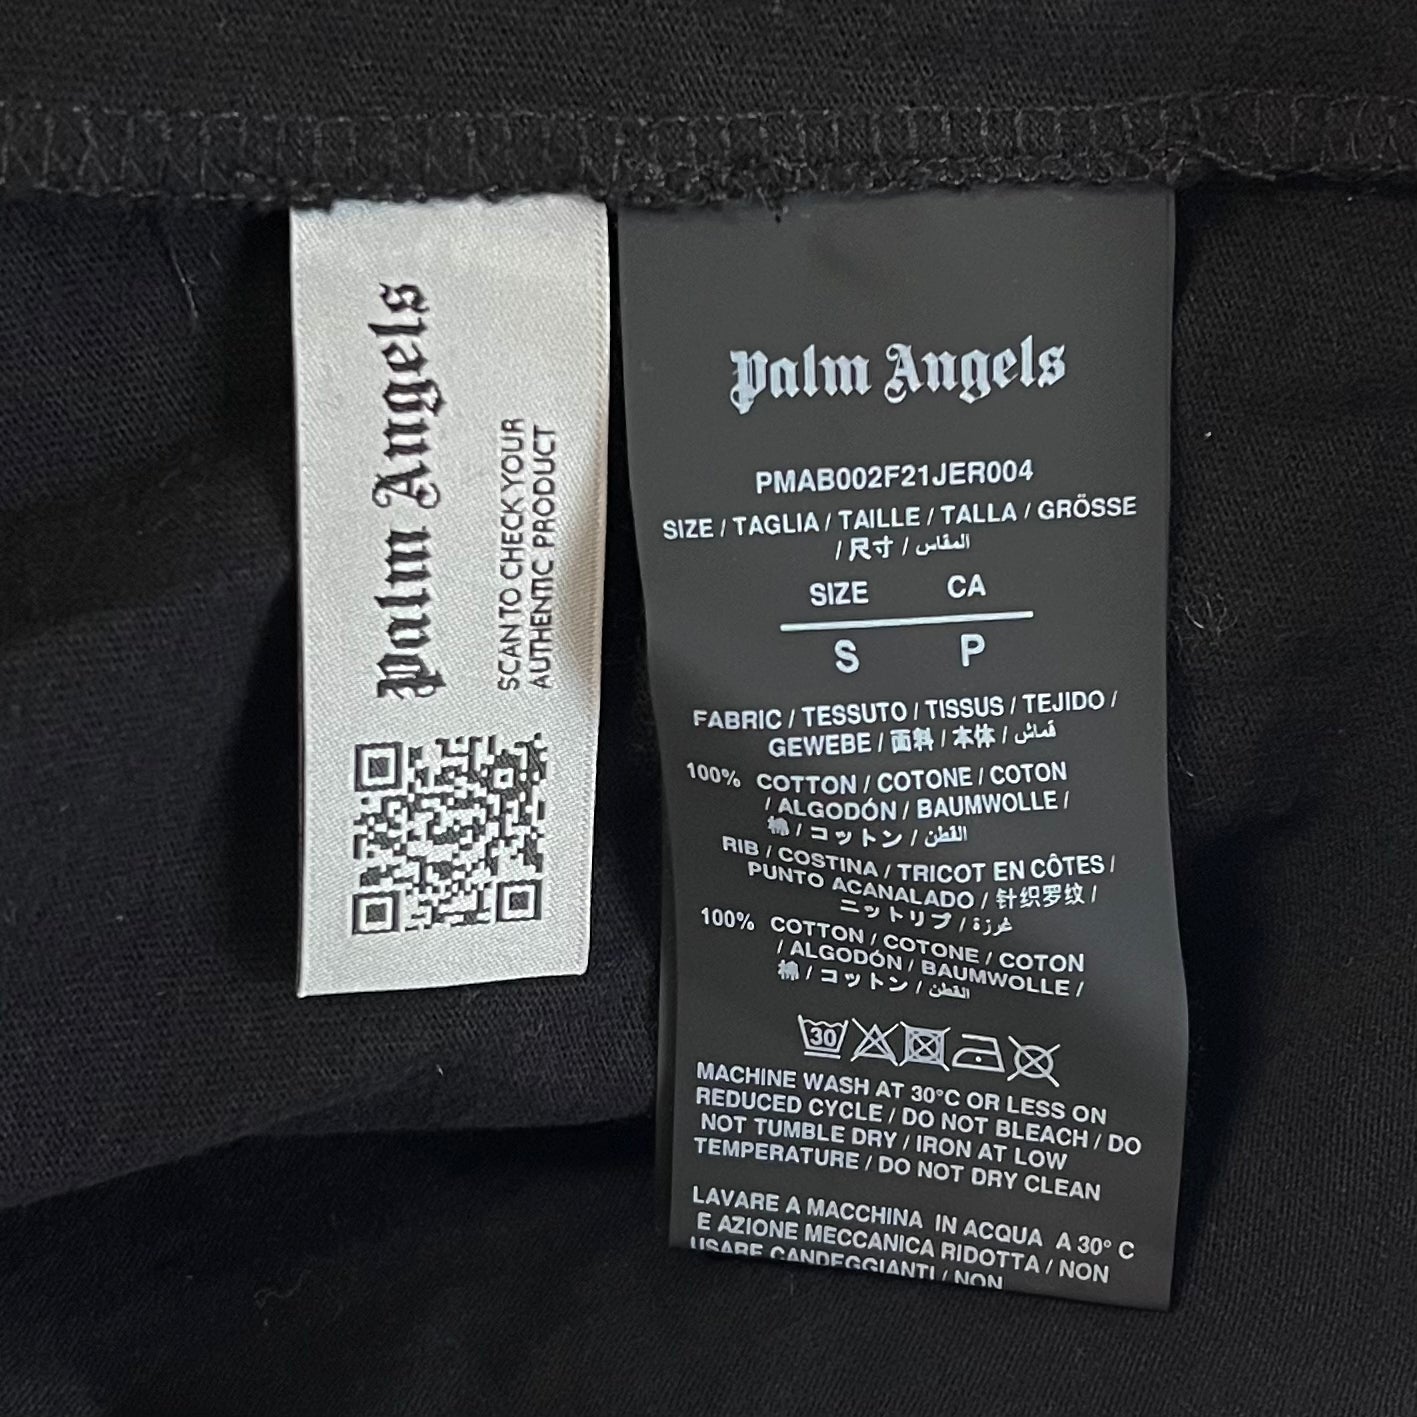 Palm Angels
SCAN TO CHECK YOUR
AUTHENTIC PRODUCT
Palm Angels
PMAB002F21JER004
SIZE / TAGLIA / TAILLE / TALLA / GRÖSSE
/ 尺寸 / المقاس
SIZE CA
S P
FABRIC / TESSUTO / TISSUS / TEJIDO /
GEWEBE / 面料 / 本体 / قماش
100% COTTON / COTONE / COTON
/ ALGODÓN / BAUMWOLLE /
棉 / コットン / القطن
RIB / COSTINA / TRICOT EN CÔTES /
PUNTO ACANALADO / 针织罗纹 /
ニットリブ / غرزة
100% COTTON / COTONE / COTON
/ ALGODÓN / BAUMWOLLE /
棉 / コットン / القطن
30
MACHINE WASH AT 30°C OR LESS ON
REDUCED CYCLE / DO NOT BLEACH / DO
NOT TUMBLE DRY / IRON AT LOW
TEMPERATURE / DO NOT DRY CLEAN
LAVARE A MACCHINA IN ACQUA A 30° C
E AZIONE MECCANICA RIDOTTA / NON
USARE CANDEGGIANTI / NON